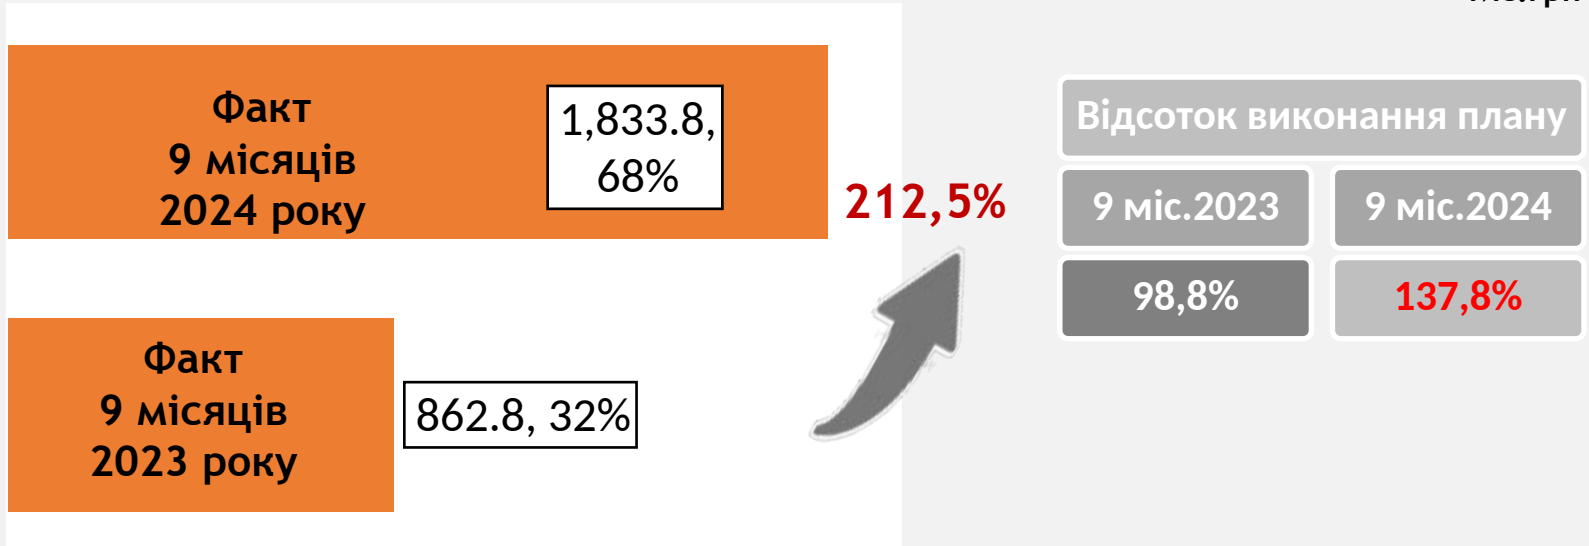 Факт
9 місяців
2024 року
1,833.8,
68%
212,5%
Факт
9 місяців
2023 року
862.8, 32%
Відсоток виконання плану
9 міс.2023
9 міс.2024
98,8%
137,8%